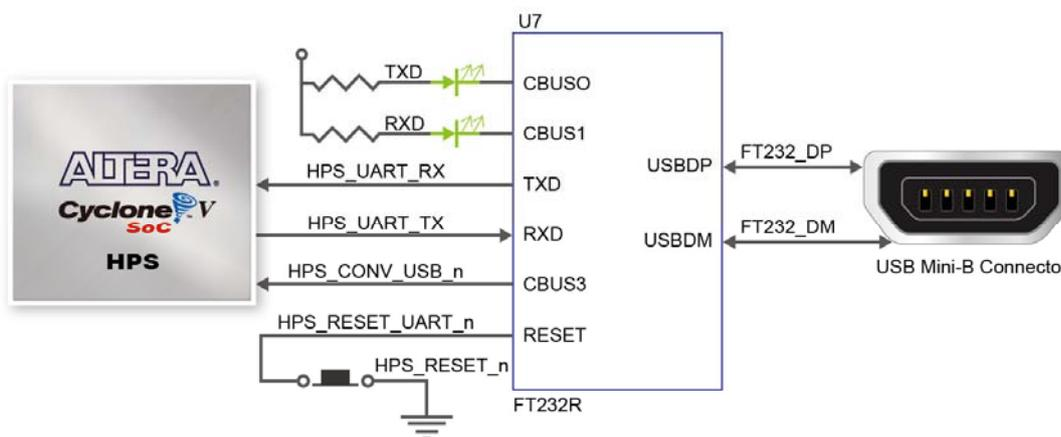 U7
TXD
CBUSO
RXD
CBUS1
HPS_UART_RX
TXD
HPS_UART_TX
RXD
HPS_CONV_USB_n
CBUS3
HPS_RESET_UART_n
RESET
HPS_RESET_n
FT232R
ALTERA.
Cyclone V
SoC
HPS
USBDP
FT232_DP
USBDM
FT232_DM
USB Mini-B Connecto